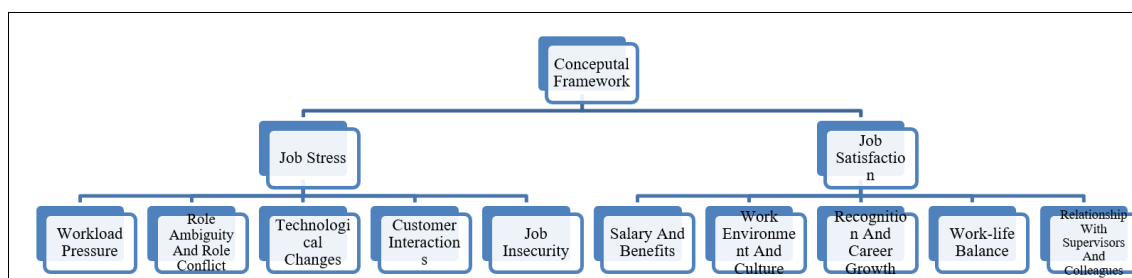 Conceputal
Framework
Job Stress
Job
Satisfactio
n
Workload
Pressure
Role
Ambiguity
And Role
Conflict
Technologi
cal
Changes
Customer
Interaction
s
Job
Insecurity
Salary And
Benefits
Work
Environme
nt And
Culture
Recognitio
n And
Career
Growth
Work-life
Balance
Relationship
With
Supervisors
And
Colleagues